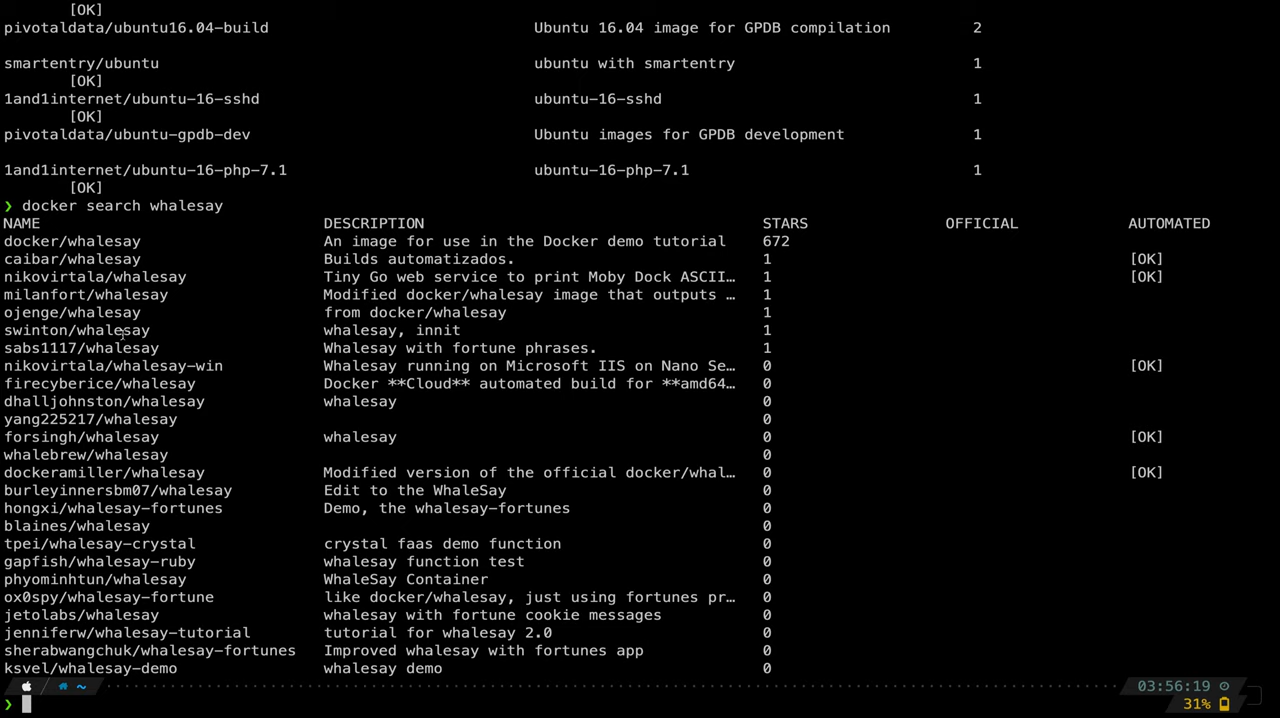 [OK]
pivotaldata/ubuntu16.04-build Ubuntu 16.04 image for GPDB compilation 2
smartentry/ubuntu ubuntu with smartentry 1
[OK]
1and1internet/ubuntu-16-sshd ubuntu-16-sshd 1
[OK]
pivotaldata/ubuntu-gpdb-dev Ubuntu images for GPDB development 1
1and1internet/ubuntu-16-php-7.1 ubuntu-16-php-7.1 1
[OK]
❯ docker search whalesay
NAME DESCRIPTION STARS OFFICIAL AUTOMATED
docker/whalesay An image for use in the Docker demo tutorial 672
caibar/whalesay Builds automatizados. 1 [OK]
nikovirtala/whalesay Tiny Go web service to print Moby Dock ASCII… 1 [OK]
milanfort/whalesay Modified docker/whalesay image that outputs … 1
ojenge/whalesay from docker/whalesay 1
swinton/whalesay whalesay, innit 1
sabs1117/whalesay Whalesay with fortune phrases. 1
nikovirtala/whalesay-win Whalesay running on Microsoft IIS on Nano Se… 0 [OK]
firecyberice/whalesay Docker **Cloud** automated build for **amd64… 0
dhalljohnston/whalesay whalesay 0
yang225217/whalesay 0
forsingh/whalesay whalesay 0 [OK]
whalebrew/whalesay 0
dockeramiller/whalesay Modified version of the official docker/whal… 0 [OK]
burleyinnersbm07/whalesay Edit to the WhaleSay 0
hongxi/whalesay-fortunes Demo, the whalesay-fortunes 0
blaines/whalesay 0
tpei/whalesay-crystal crystal faas demo function 0
gapfish/whalesay-ruby whalesay function test 0
phyominhtun/whalesay WhaleSay Container 0
ox0spy/whalesay-fortune like docker/whalesay, just using fortunes pr… 0
jetolabs/whalesay whalesay with fortune cookie messages 0
jenniferw/whalesay-tutorial tutorial for whalesay 2.0 0
sherabwangchuk/whalesay-fortunes Improved whalesay with fortunes app 0
ksvel/whalesay-demo whalesay demo 0
~ 03:56:19
❯ 31%